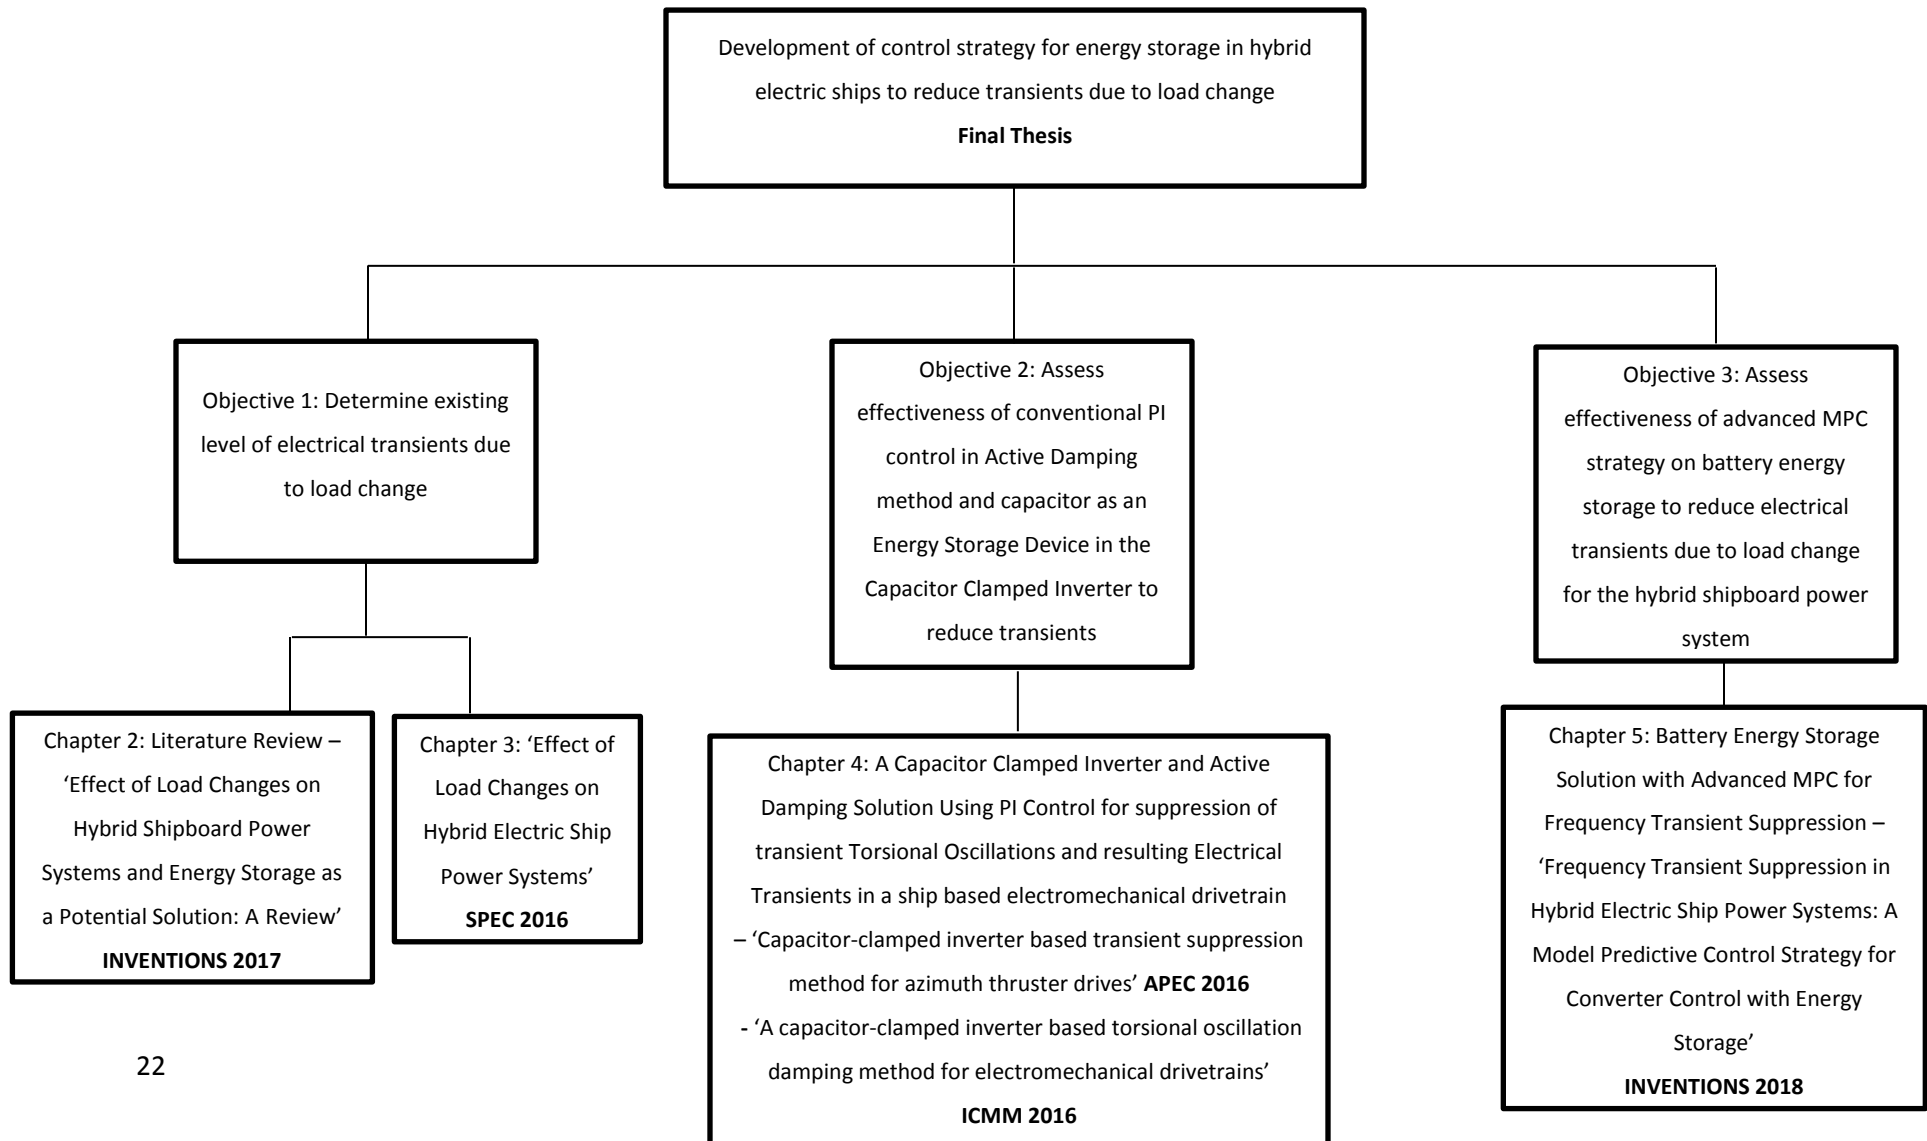 Development of control strategy for energy storage in hybrid
electric ships to reduce transients due to load change
Final Thesis
Objective 1: Determine existing
level of electrical transients due
to load change
Objective 2: Assess
effectiveness of conventional PI
control in Active Damping
method and capacitor as an
Energy Storage Device in the
Capacitor Clamped Inverter to
reduce transients
Objective 3: Assess
effectiveness of advanced MPC
strategy on battery energy
storage to reduce electrical
transients due to load change
for the hybrid shipboard power
system
Chapter 2: Literature Review –
‘Effect of Load Changes on
Hybrid Shipboard Power
Systems and Energy Storage as
a Potential Solution: A Review’
INVENTIONS 2017
Chapter 3: ‘Effect of
Load Changes on
Hybrid Electric Ship
Power Systems’
SPEC 2016
Chapter 4: A Capacitor Clamped Inverter and Active
Damping Solution Using PI Control for suppression of
transient Torsional Oscillations and resulting Electrical
Transients in a ship based electromechanical drivetrain
– ‘Capacitor-clamped inverter based transient suppression
method for azimuth thruster drives’ APEC 2016
- ‘A capacitor-clamped inverter based torsional oscillation
damping method for electromechanical drivetrains’
ICMM 2016
Chapter 5: Battery Energy Storage
Solution with Advanced MPC for
Frequency Transient Suppression –
‘Frequency Transient Suppression in
Hybrid Electric Ship Power Systems: A
Model Predictive Control Strategy for
Converter Control with Energy
Storage’
INVENTIONS 2018
22